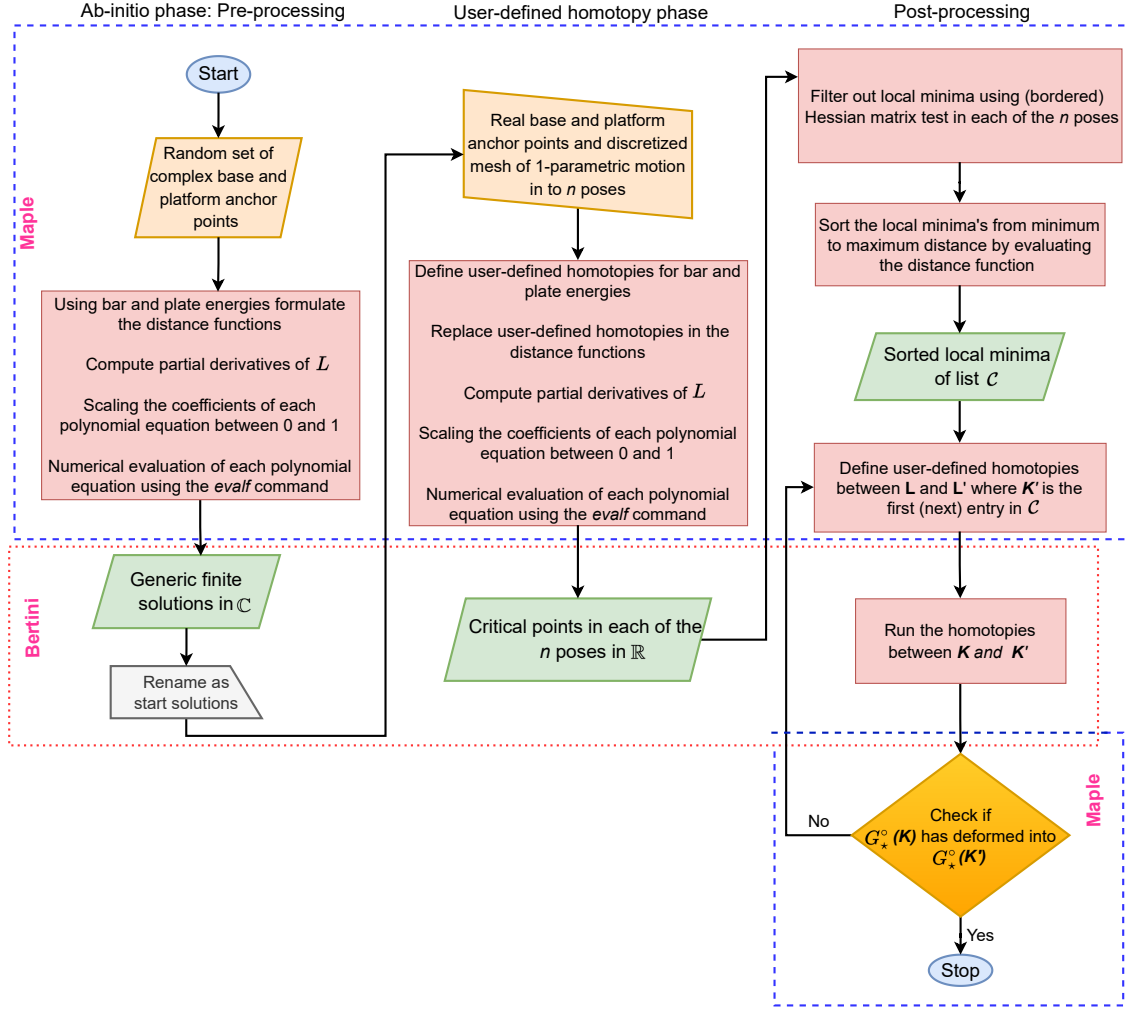 Ab-initio phase: Pre-processing
Start
Random set of
complex base and
platform anchor
points
Maple
Using bar and plate energies formulate
the distance functions
Compute partial derivatives of L
Scaling the coefficients of each
polynomial equation between 0 and 1
Numerical evaluation of each polynomial
equation using the evalf command
Generic finite
solutions in ℂ
Bertini
Rename as
start solutions
User-defined homotopy phase
Real base and platform
anchor points and discretized
mesh of 1-parametric motion
in to n poses
Define user-defined homotopies for bar and
plate energies
Replace user-defined homotopies in the
distance functions
Compute partial derivatives of L
Scaling the coefficients of each polynomial
equation between 0 and 1
Numerical evaluation of each polynomial
equation using the evalf command
Critical points in each of the
n poses in ℝ
Post-processing
Filter out local minima using (bordered)
Hessian matrix test in each of the n poses
Sort the local minima's from minimum
to maximum distance by evaluating
the distance function
Sorted local minima
of list 𝒞
Define user-defined homotopies
between L and L' where K' is the
first (next) entry in 𝒞
Run the homotopies
between K and K'
Check if
G⋆° (K) has deformed into
G⋆° (K')
No
Yes
Stop
Maple